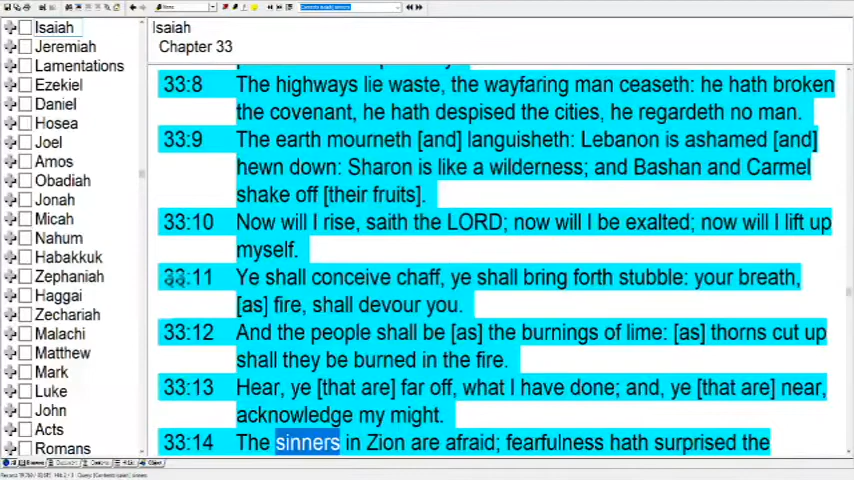 Isaiah
Jeremiah
Lamentations
Ezekiel
Daniel
Hosea
Joel
Amos
Obadiah
Jonah
Micah
Nahum
Habakkuk
Zephaniah
Haggai
Zechariah
Malachi
Matthew
Mark
Luke
John
Acts
Romans
Isaiah
Chapter 33
33:8 The highways lie waste, the wayfaring man ceaseth: he hath broken
the covenant, he hath despised the cities, he regardeth no man.
33:9 The earth mourneth [and] languisheth: Lebanon is ashamed [and]
hewn down: Sharon is like a wilderness; and Bashan and Carmel
shake off [their fruits].
33:10 Now will I rise, saith the LORD; now will I be exalted; now will I lift up
myself.
33:11 Ye shall conceive chaff, ye shall bring forth stubble: your breath,
[as] fire, shall devour you.
33:12 And the people shall be [as] the burnings of lime: [as] thorns cut up
shall they be burned in the fire.
33:13 Hear, ye [that are] far off, what I have done; and, ye [that are] near,
acknowledge my might.
33:14 The sinners in Zion are afraid; fearfulness hath surprised the